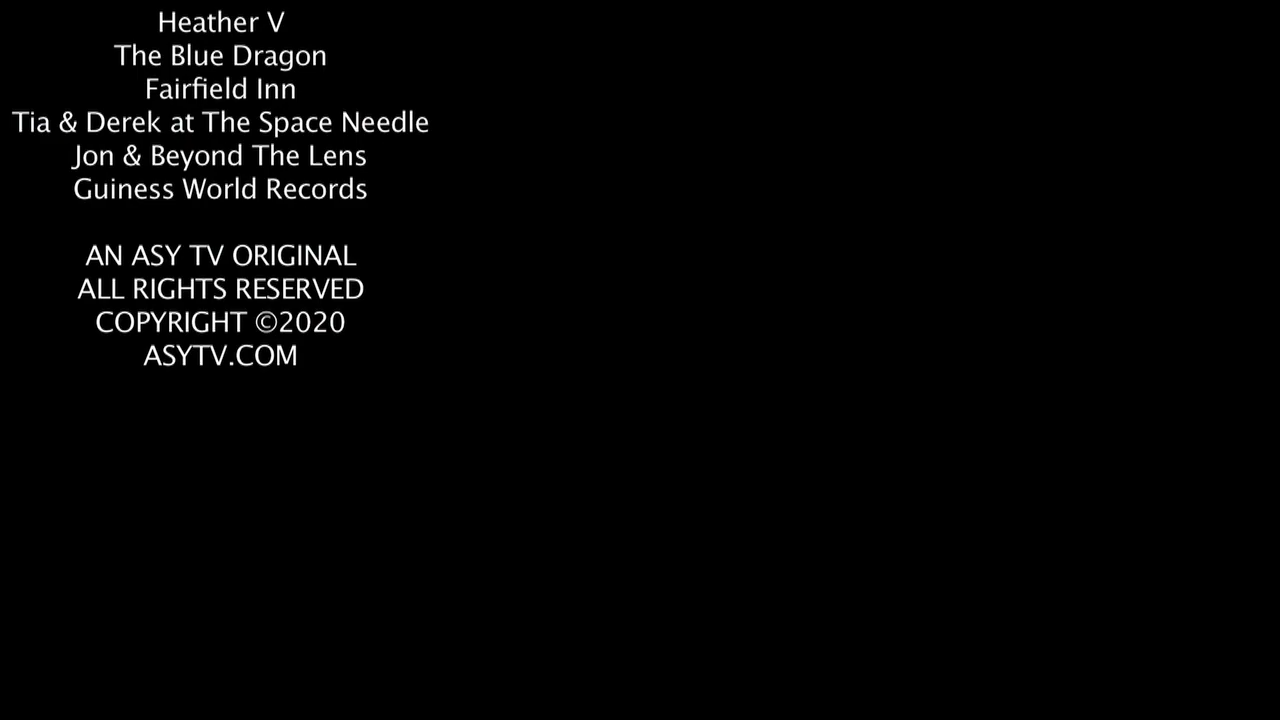 Heather V
The Blue Dragon
Fairfield Inn
Tia & Derek at The Space Needle
Jon & Beyond The Lens
Guiness World Records
AN ASY TV ORIGINAL
ALL RIGHTS RESERVED
COPYRIGHT ©2020
ASYTV.COM